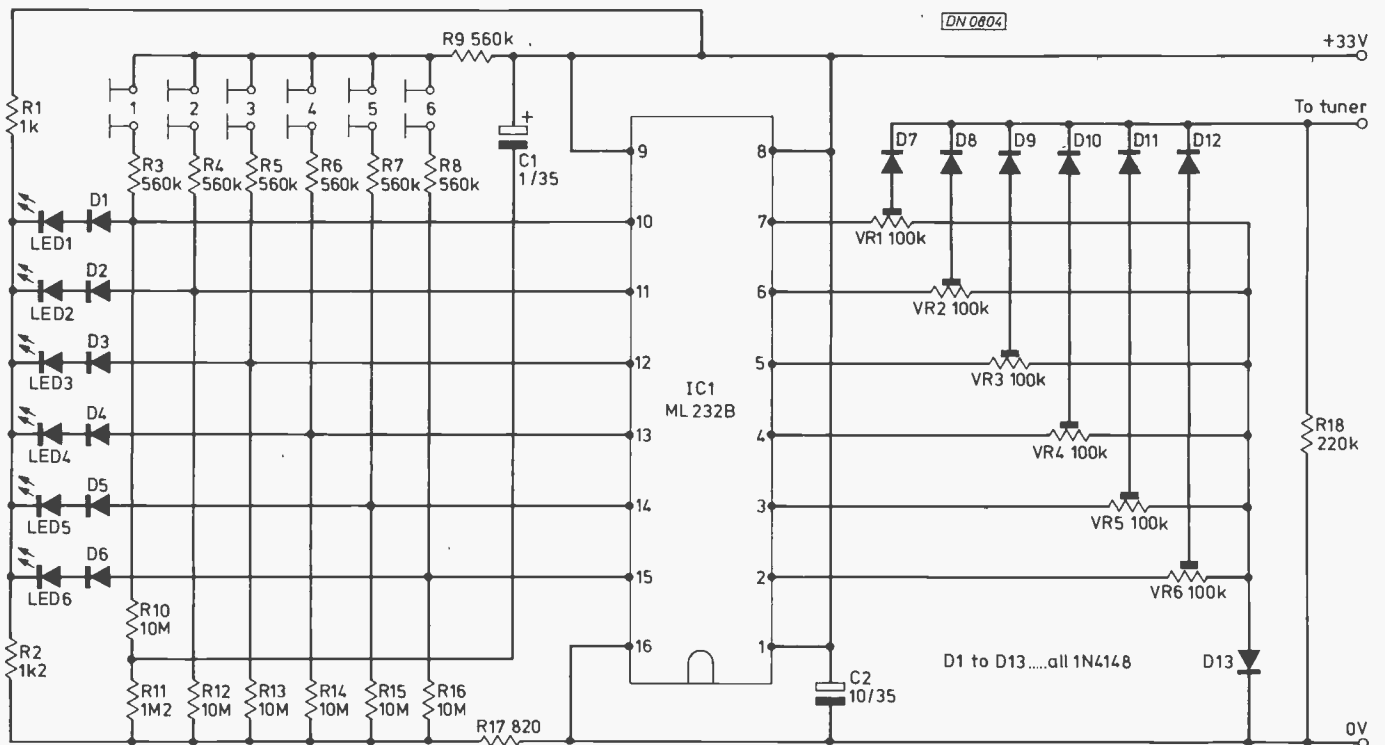 DN 0804
R9 560k
+33V
R1
1k
1
2
3
4
5
6
To tuner
C1
1/35
+
R3
560k
R4
560k
R5
560k
R6
560k
R7
560k
R8
560k
9
8
D7
D8
D9
D10
D11
D12
D1
LED1
10
7
VR1 100k
D2
LED2
11
6
VR2 100k
D3
LED3
12
5
VR3 100k
IC1
ML 232B
D4
LED4
13
4
VR4 100k
R18
220k
D5
LED5
14
3
VR5 100k
D6
LED6
15
2
VR6 100k
R10
10M
R2
1k2
16
1
D1 to D13.....all 1N4148
D13
R11
1M2
R12
10M
R13
10M
R14
10M
R15
10M
R16
10M
C2
10/35
R17 820
0V